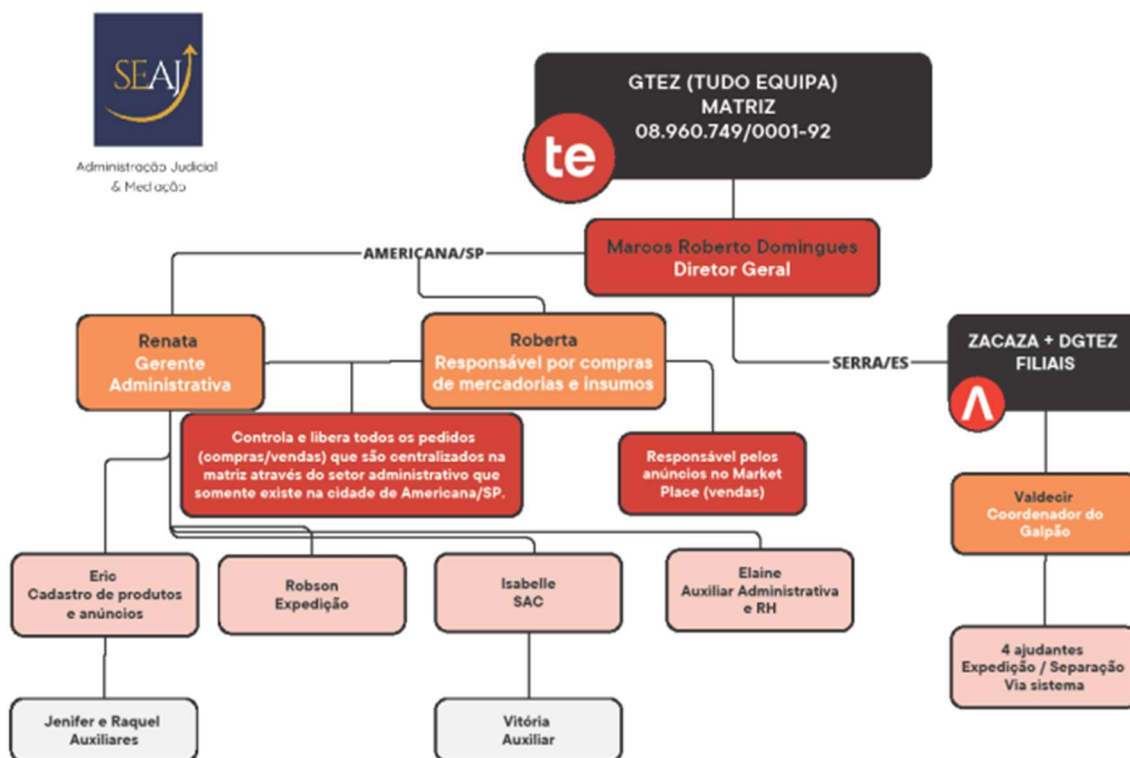 SEAJ
Administração Judicial
& Mediação
GTEZ (TUDO EQUIPA)
MATRIZ
08.960.749/0001-92
te
Marcos Roberto Domingues
Diretor Geral
AMERICANA/SP
Renata
Gerente
Administrativa
Roberta
Responsável por compras
de mercadorias e insumos
SERRA/ES
ZACAZA + DGTEZ
FILIAIS
Controla e libera todos os pedidos
(compras/vendas) que são centralizados na
matriz através do setor administrativo que
somente existe na cidade de Americana/SP.
Responsável pelos
anúncios no Market
Place (vendas)
Valdecir
Coordenador do
Galpão
Eric
Cadastro de produtos
e anúncios
Robson
Expedição
Isabelle
SAC
Elaine
Auxiliar Administrativa
e RH
4 ajudantes
Expedição / Separação
Via sistema
Jenifer e Raquel
Auxiliares
Vitória
Auxiliar